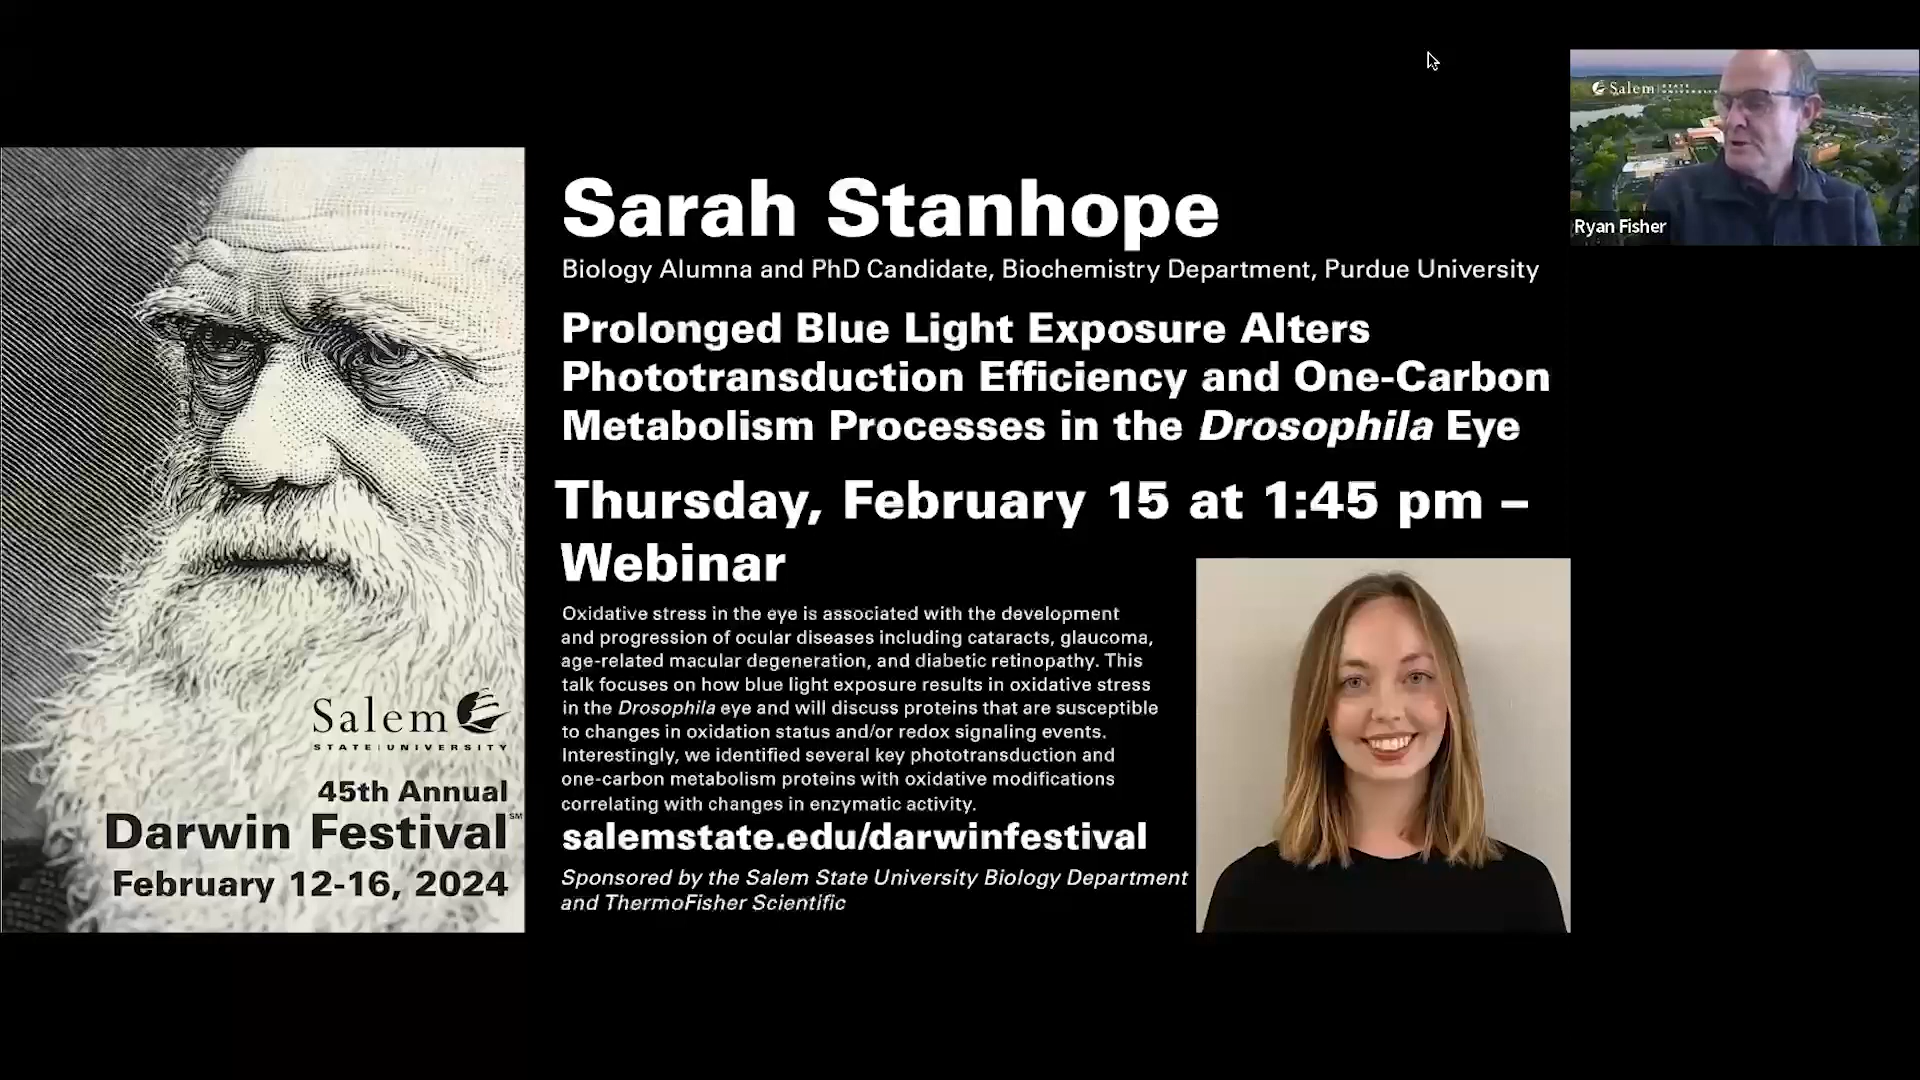 Salem
STATE UNIVERSITY
Ryan Fisher
Sarah Stanhope
Biology Alumna and PhD Candidate, Biochemistry Department, Purdue University
Prolonged Blue Light Exposure Alters
Phototransduction Efficiency and One-Carbon
Metabolism Processes in the Drosophila Eye
Thursday, February 15 at 1:45 pm –
Webinar
Oxidative stress in the eye is associated with the development
and progression of ocular diseases including cataracts, glaucoma,
age-related macular degeneration, and diabetic retinopathy. This
talk focuses on how blue light exposure results in oxidative stress
in the Drosophila eye and will discuss proteins that are susceptible
to changes in oxidation status and/or redox signaling events.
Interestingly, we identified several key phototransduction and
one-carbon metabolism proteins with oxidative modifications
correlating with changes in enzymatic activity.
salemstate.edu/darwinfestival
Sponsored by the Salem State University Biology Department
and ThermoFisher Scientific
Salem
STATE|UNIVERSITY
45th Annual
Darwin Festival℠
February 12-16, 2024